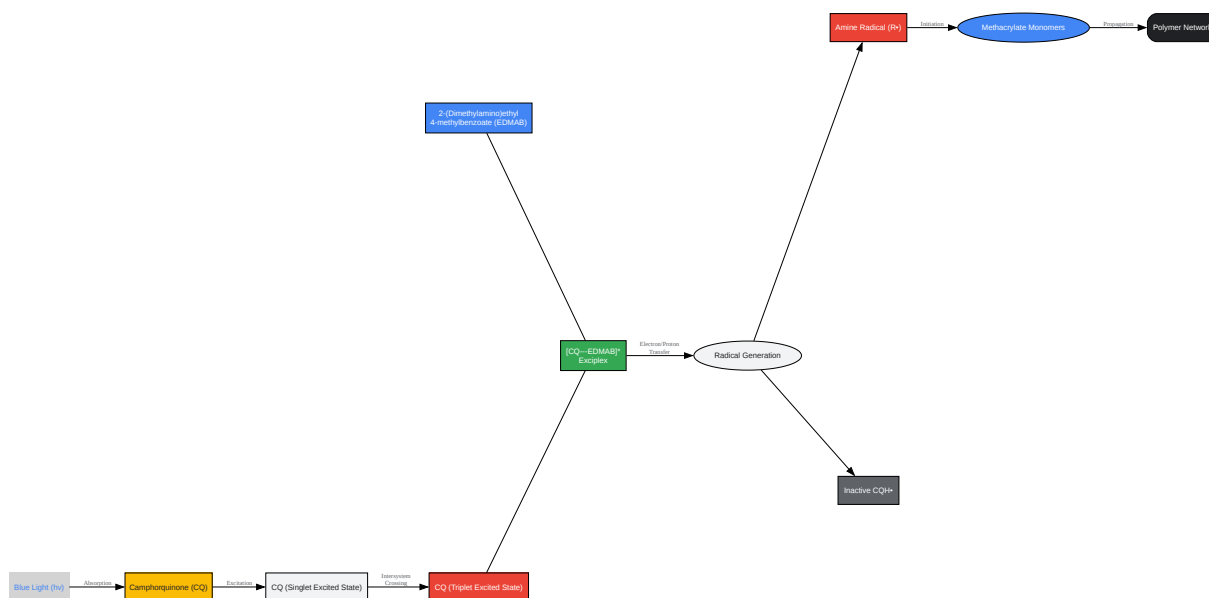 Amine Radical (R•)
Initiation
Methacrylate Monomers
Propagation
Polymer Network
2-(Dimethylamino)ethyl
4-methylbenzoate (EDMAB)
[CQ---EDMAB]*
Exciplex
Electron/Proton
Transfer
Radical Generation
Inactive CQH•
Blue Light (hν)
Absorption
Camphorquinone (CQ)
Excitation
CQ (Singlet Excited State)
Intersystem
Crossing
CQ (Triplet Excited State)